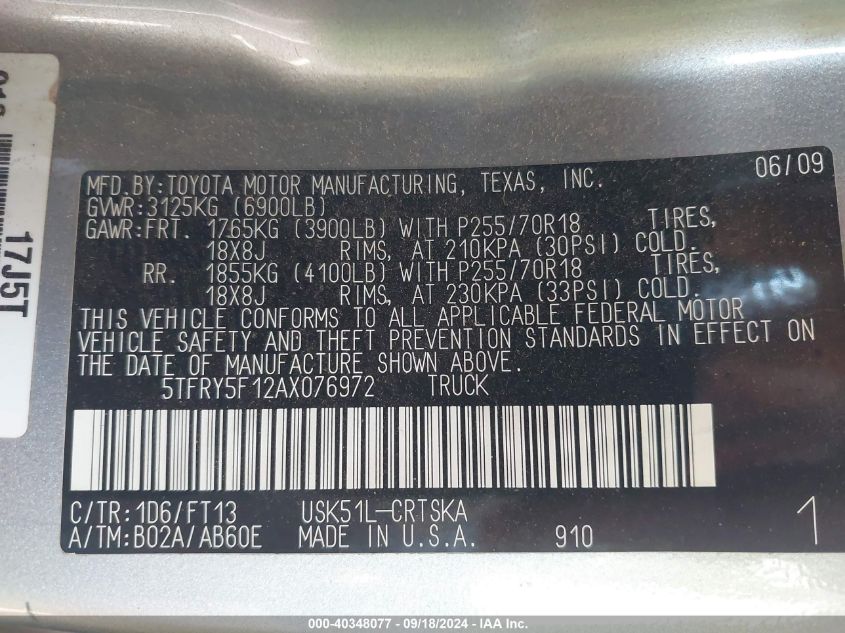 MFD.BY:TOYOTA MOTOR MANUFACTURING, TEXAS, INC. 06/09
GVWR:3125KG (6900LB)
GAWR:FRT. 1765KG (3900LB) WITH P255/70R18 TIRES,
18X8J RIMS, AT 210KPA (30PSI) COLD.
RR. 1855KG (4100LB) WITH P255/70R18 TIRES,
18X8J RIMS, AT 230KPA (33PSI) COLD.
THIS VEHICLE CONFORMS TO ALL APPLICABLE FEDERAL MOTOR
VEHICLE SAFETY AND THEFT PREVENTION STANDARDS IN EFFECT ON
THE DATE OF MANUFACTURE SHOWN ABOVE.
5TFRY5F12AX076972 TRUCK
C/TR:1D6/FT13 USK51L-CRTSKA
A/TM:B02A/AB60E MADE IN U.S.A. 910 1
17J5T
000-40348077 - 09/18/2024 - IAA Inc.